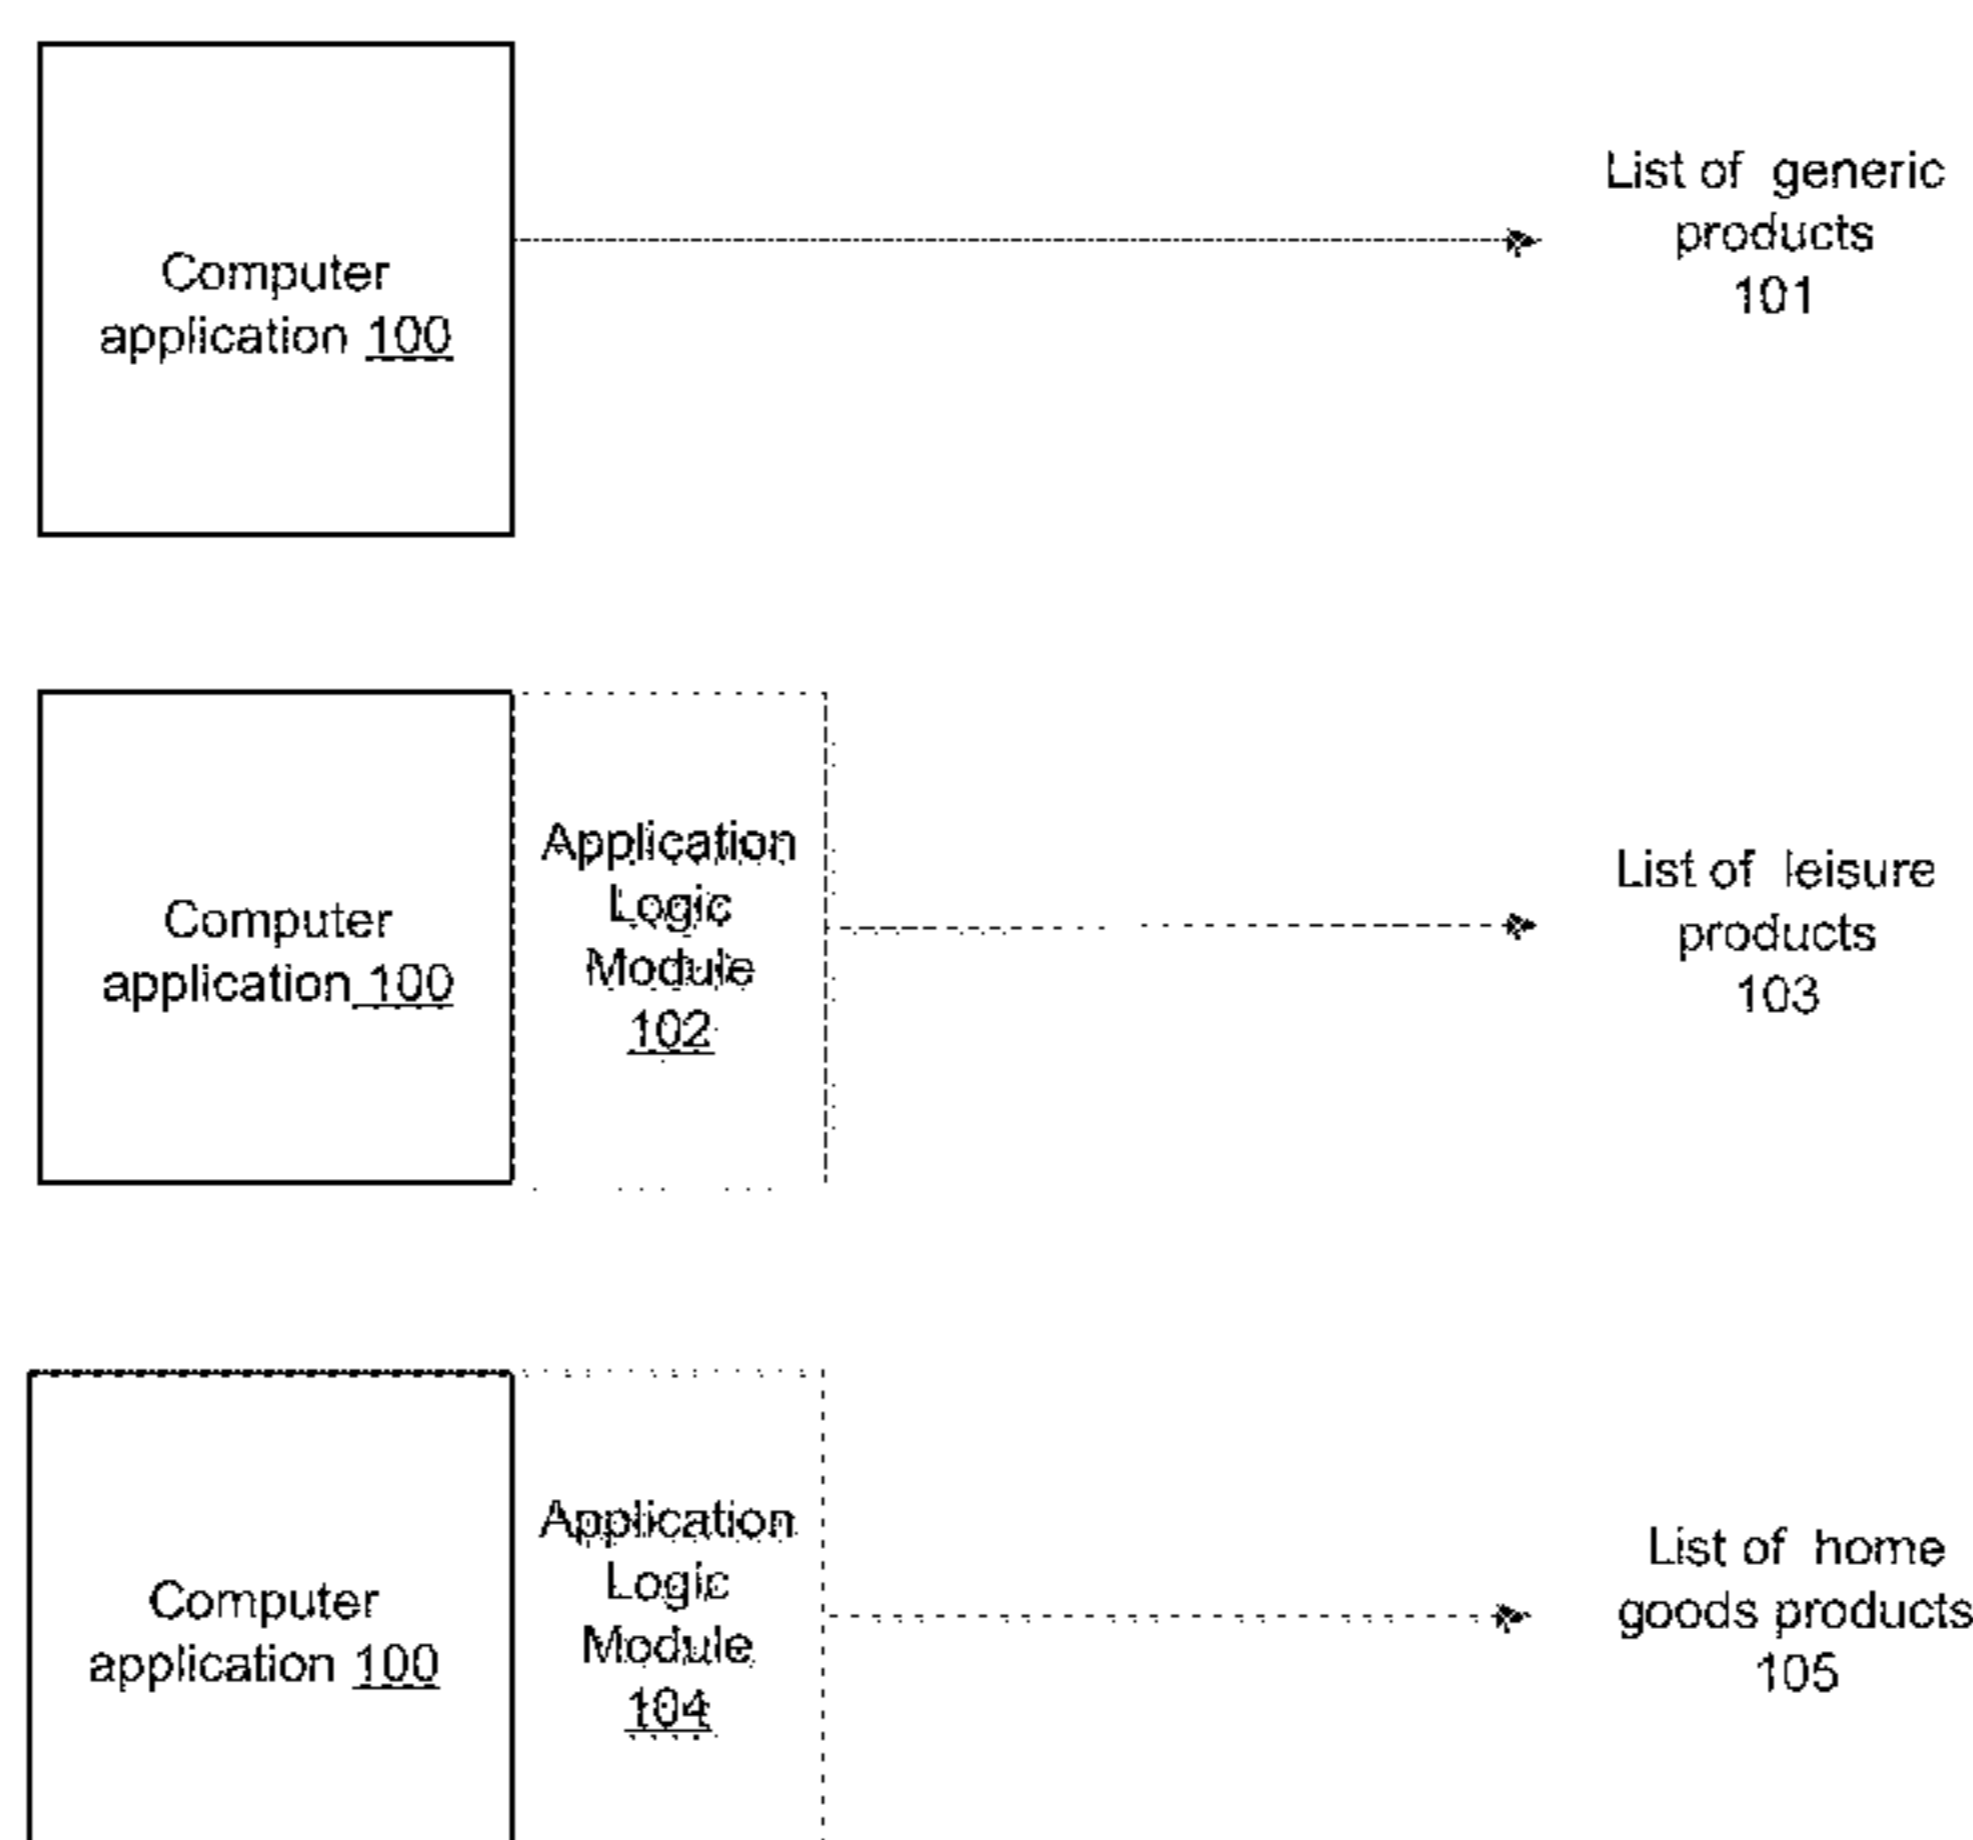 Computer
application 100
List of generic
products
101
Computer
application 100
Application
Logic
Module
102
List of leisure
products
103
Computer
application 100
Application
Logic
Module
104
List of home
goods products
105